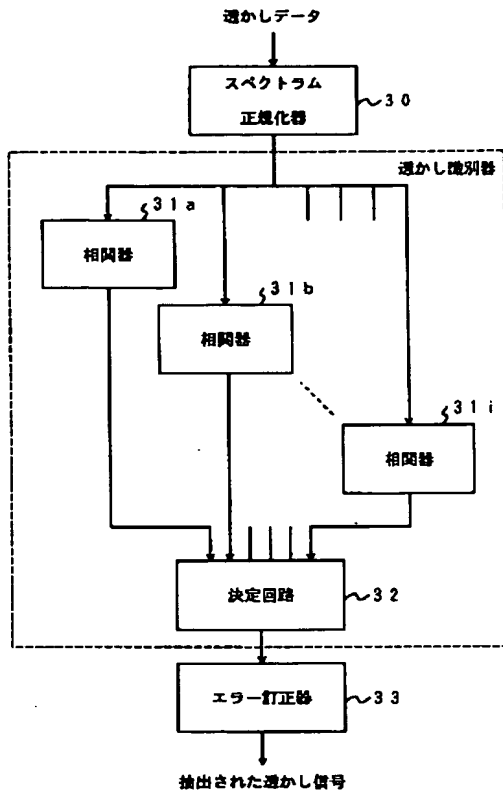 透かしデータ
スペクトラム
正規化器
30
透かし識別器
31a
相関器
31b
相関器
31i
相関器
決定回路
32
エラー訂正器
33
抽出された透かし信号